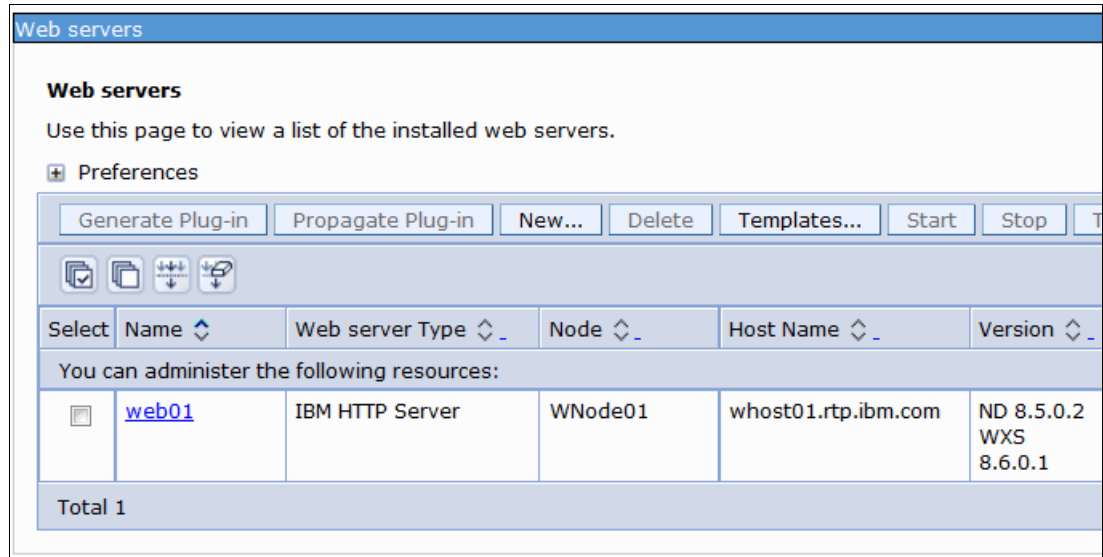 Web servers
Web servers
Use this page to view a list of the installed web servers.
Preferences
Generate Plug-in Propagate Plug-in New... Delete Templates... Start Stop T
Select Name Web server Type Node Host Name Version
You can administer the following resources:
web01 IBM HTTP Server WNode01 whost01.rtp.ibm.com ND 8.5.0.2
WXS
8.6.0.1
Total 1